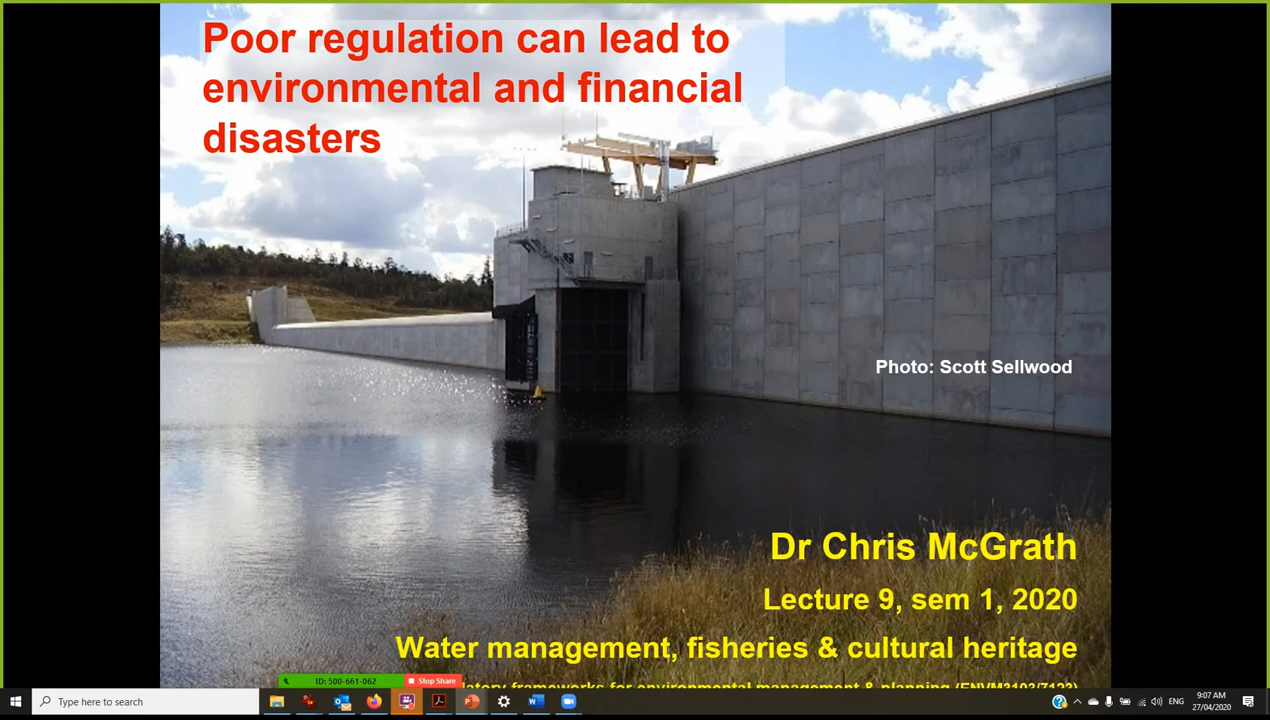 Poor regulation can lead to
environmental and financial
disasters
Photo: Scott Sellwood
Dr Chris McGrath
Lecture 9, sem 1, 2020
Water management, fisheries & cultural heritage
frameworks for environmental management & planning (ENVM3103/7123)
ID: 500-661-062
Stop Share
Type here to search
ENG
9:07 AM
27/04/2020